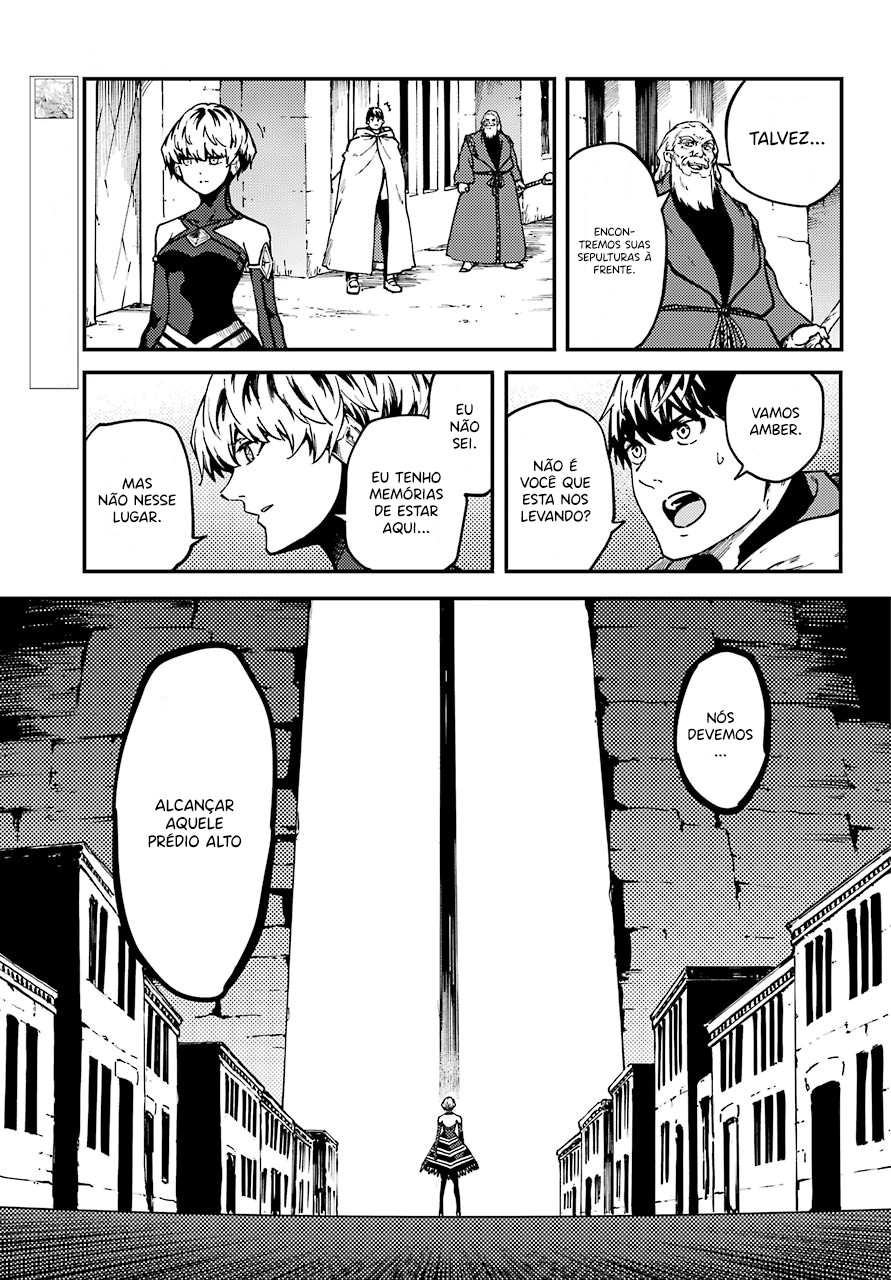 TALVEZ...
ENCON-
TREMOS SUAS
SEPULTURAS À
FRENTE.
VAMOS
AMBER.
NÃO É
VOCÊ QUE
ESTA NOS
LEVANDO?
EU
NÃO
SEI.
EU TENHO
MEMÓRIAS
DE ESTAR
AQUI...
MAS
NÃO NESSE
LUGAR.
NÓS
DEVEMOS
...
ALCANÇAR
AQUELE
PRÉDIO ALTO